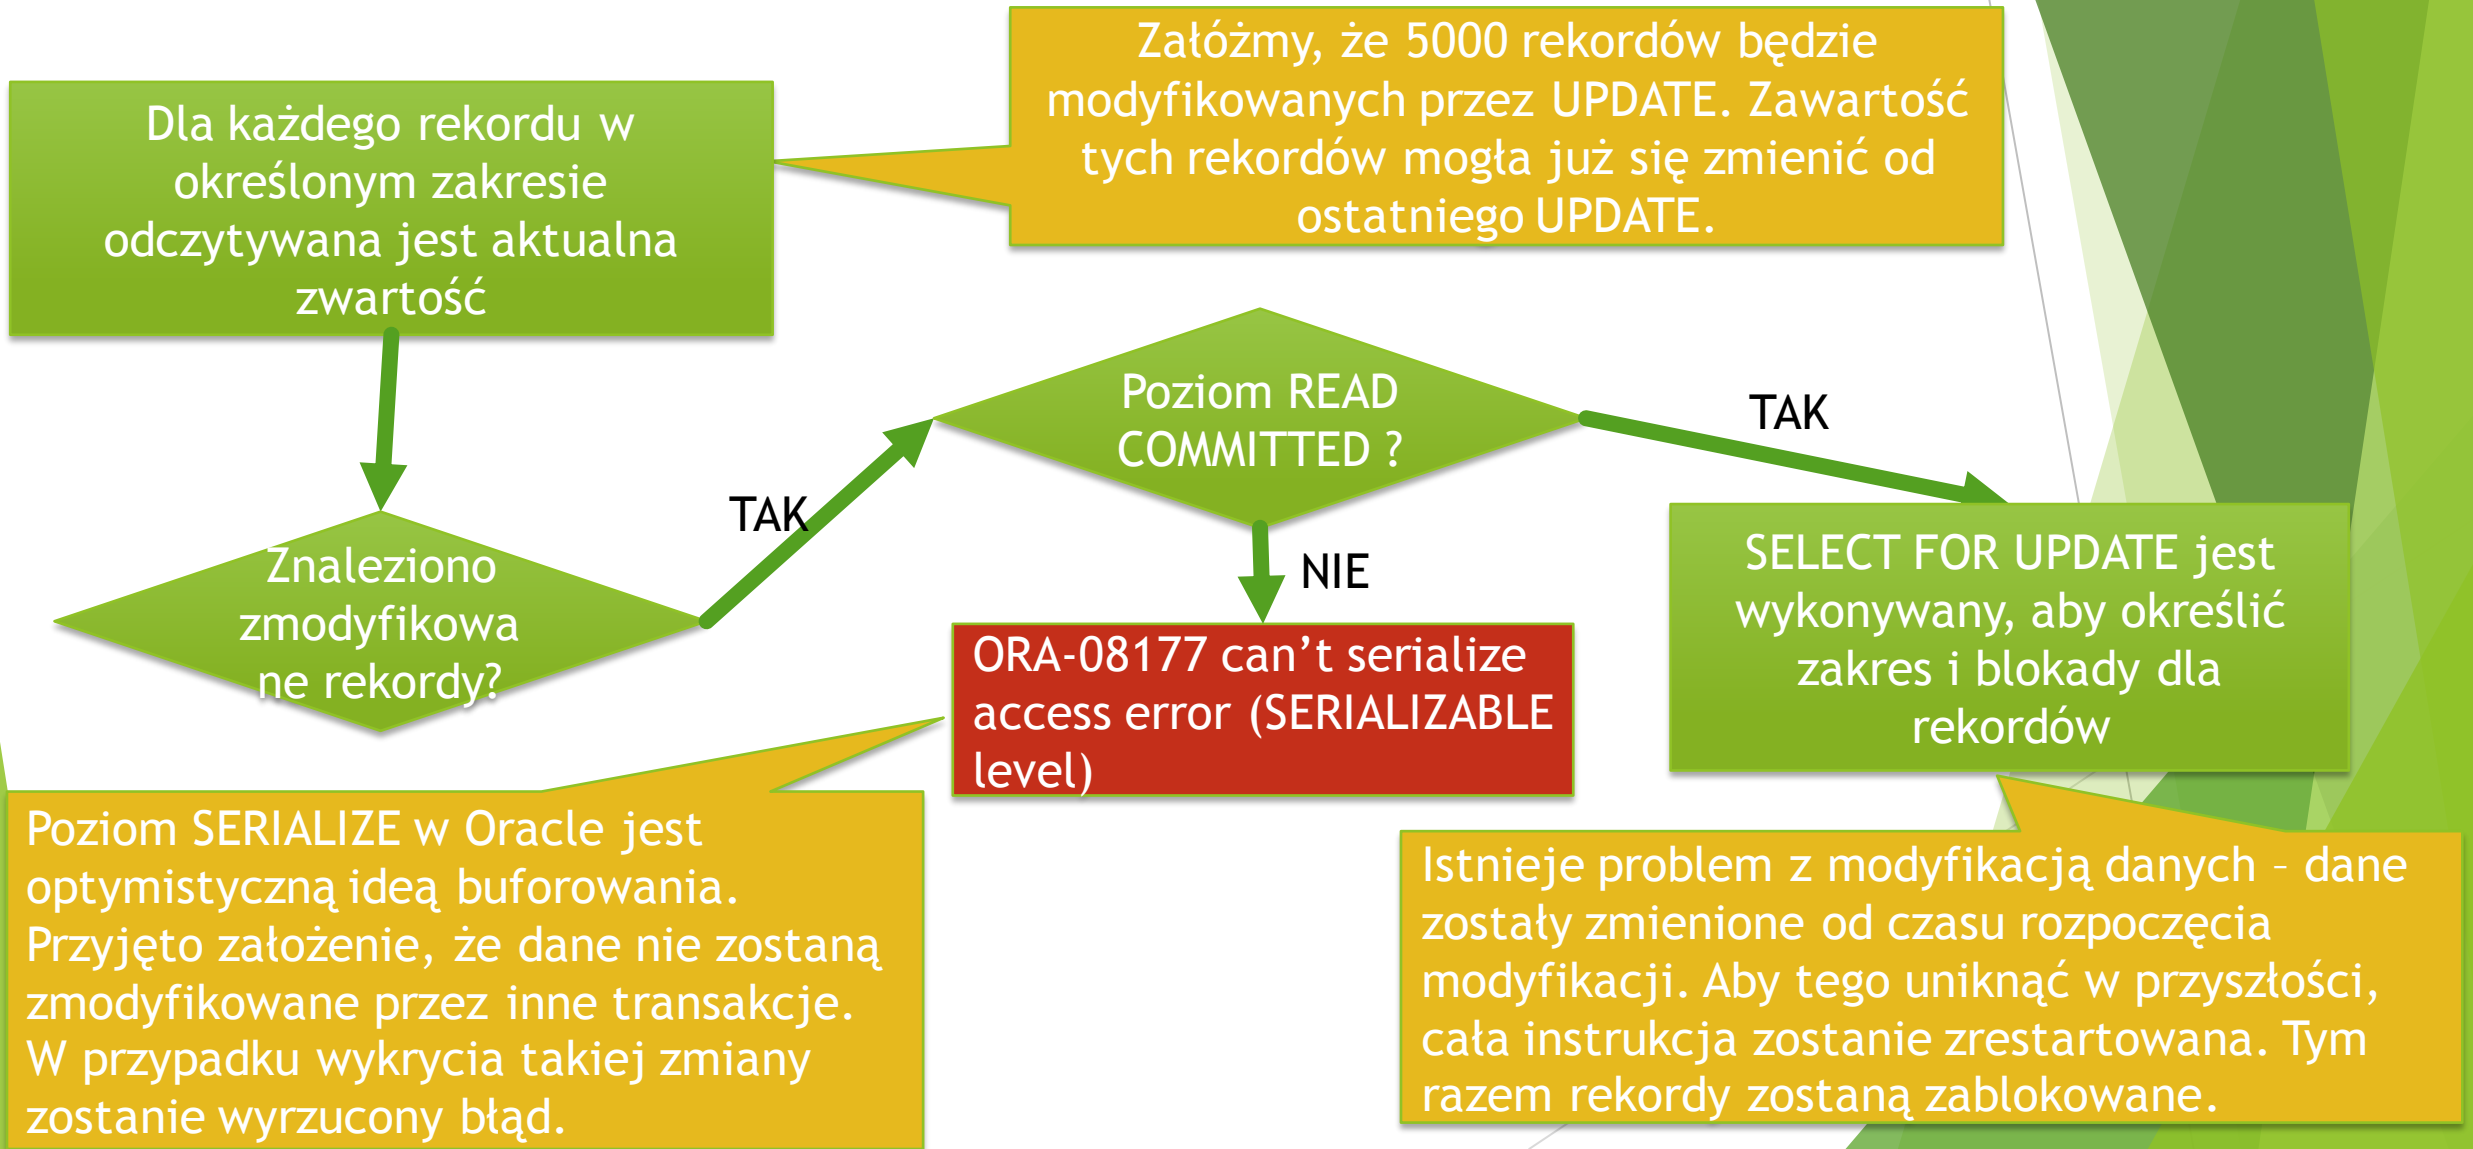 Załóżmy, że 5000 rekordów będzie
modyfikowanych przez UPDATE. Zawartość
tych rekordów mogła już się zmienić od
ostatniego UPDATE.
Dla każdego rekordu w
określonym zakresie
odczytywana jest aktualna
zwartość
Poziom READ
COMMITTED ?
TAK
TAK
NIE
Znaleziono
zmodyfikowa
ne rekordy?
SELECT FOR UPDATE jest
wykonywany, aby określić
zakres i blokady dla
rekordów
ORA-08177 can’t serialize
access error (SERIALIZABLE
level)
Poziom SERIALIZE w Oracle jest
optymistyczną ideą buforowania.
Przyjęto założenie, że dane nie zostaną
zmodyfikowane przez inne transakcje.
W przypadku wykrycia takiej zmiany
zostanie wyrzucony błąd.
Istnieje problem z modyfikacją danych – dane
zostały zmienione od czasu rozpoczęcia
modyfikacji. Aby tego uniknąć w przyszłości,
cała instrukcja zostanie zrestartowana. Tym
razem rekordy zostaną zablokowane.